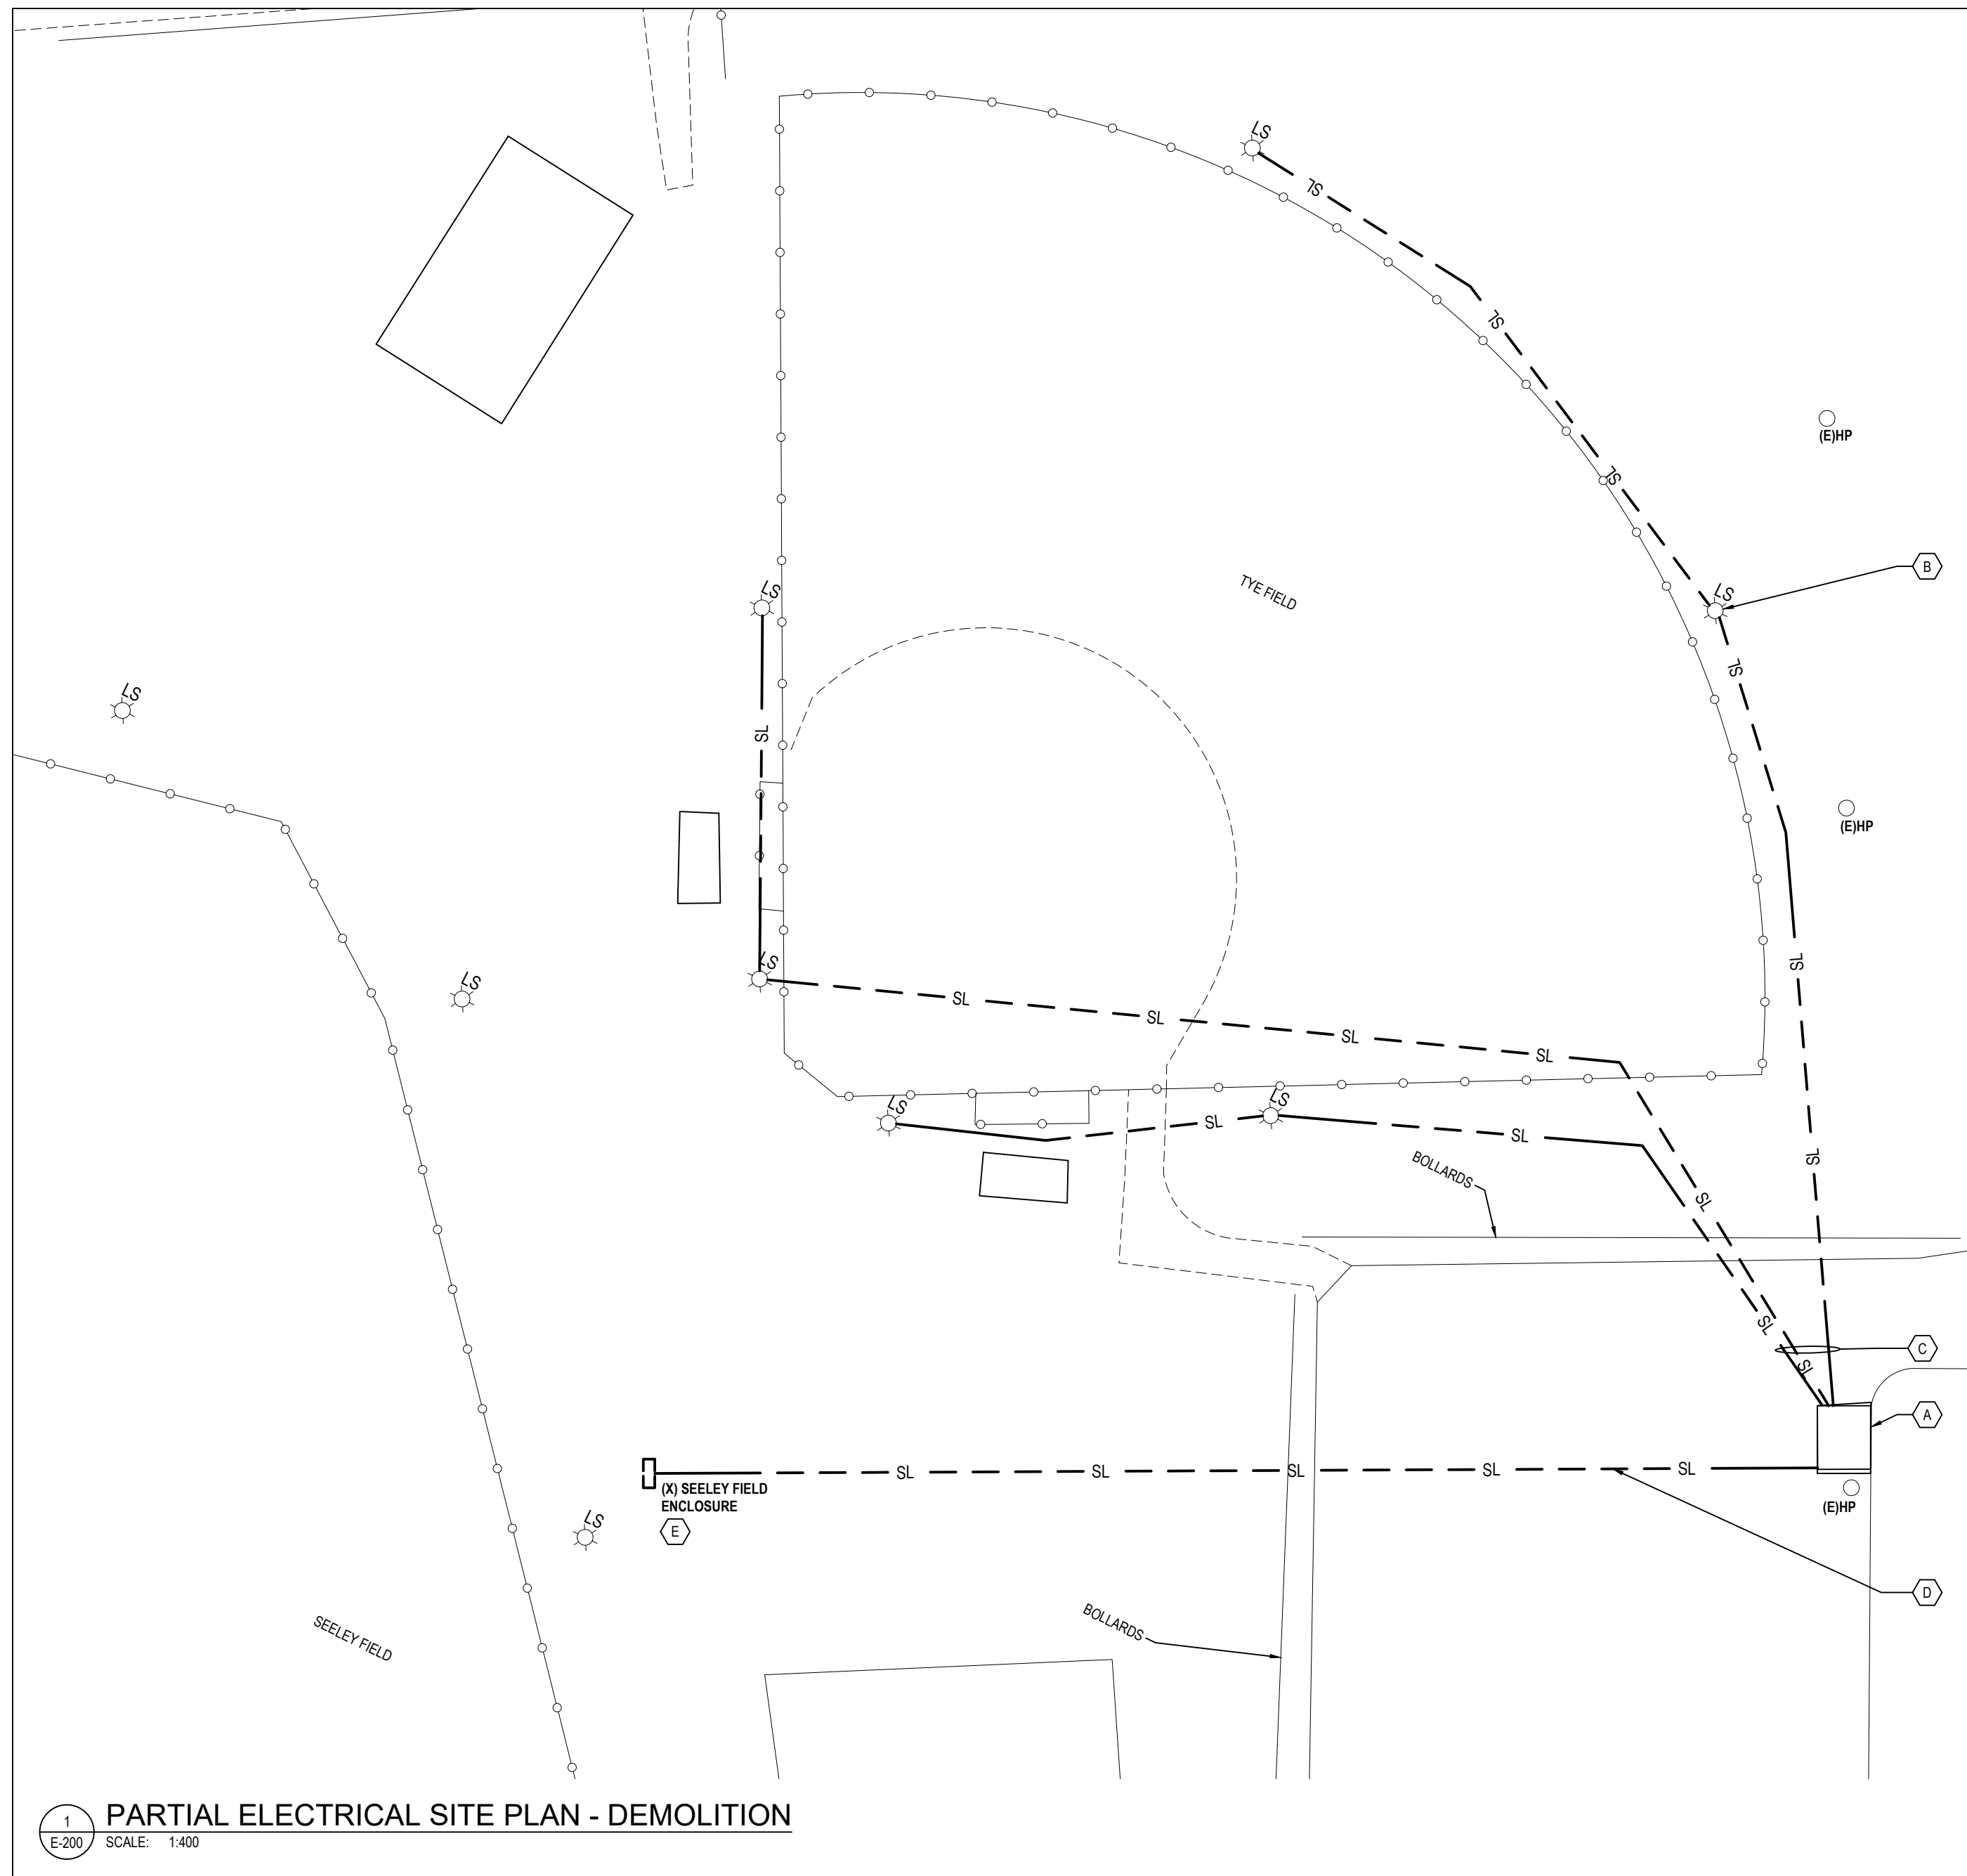 LS
SL
SL
(E)HP
SL
B
TYE FIELD
LS
LS
SL
LS
SL
(E)HP
LS
SL
LS
SL
SL
SL
SL
SL
LS
LS
SL
SL
SL
BOLLARDS
SL
SL
C
SL
A
SL
SL
SL
SL
SL
(X) SEELEY FIELD
ENCLOSURE
E
(E)HP
LS
D
BOLLARDS
SEELEY FIELD
1
E-200
PARTIAL ELECTRICAL SITE PLAN - DEMOLITION
SCALE: 1:400